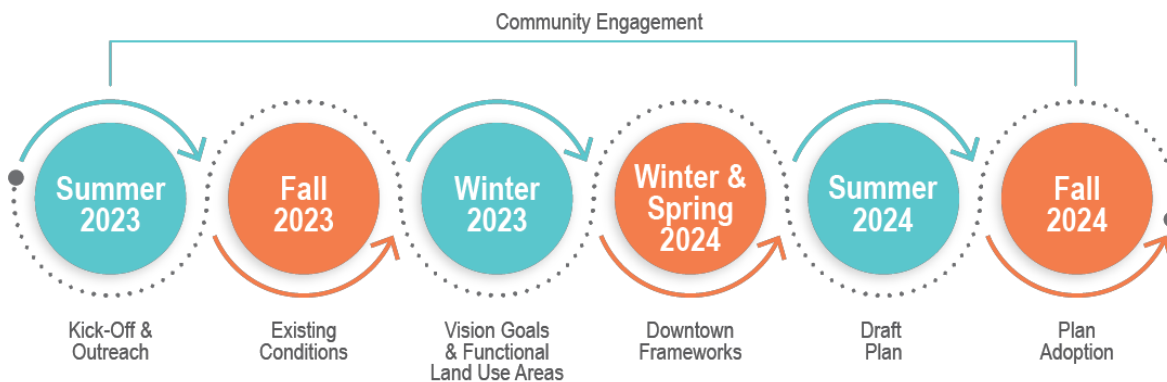 Community Engagement
Summer
2023
Fall
2023
Winter
2023
Winter &
Spring
2024
Summer
2024
Fall
2024
Kick-Off &
Outreach
Existing
Conditions
Vision Goals
& Functional
Land Use Areas
Downtown
Frameworks
Draft
Plan
Plan
Adoption